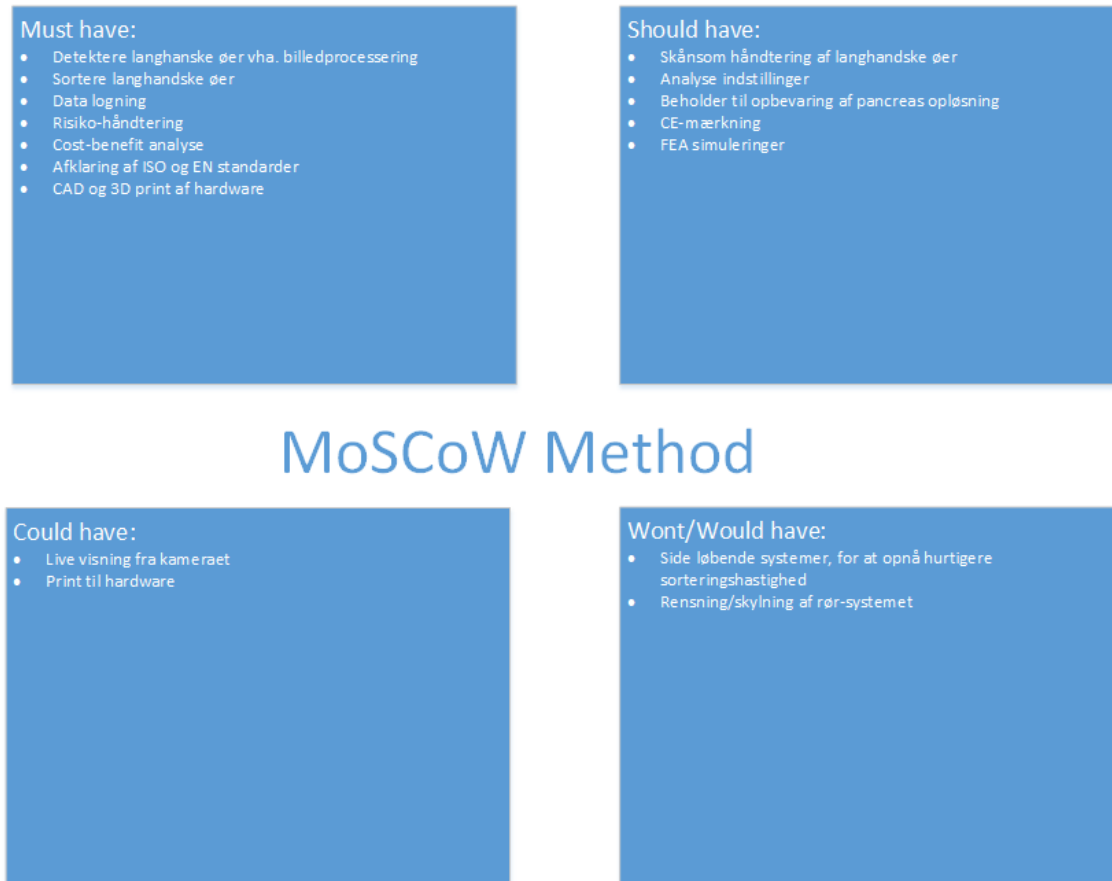 Must have:
• Detektere langhanske øer vha. billedprocessering
• Sortere langhandske øer
• Data logning
• Risiko-håndtering
• Cost-benefit analyse
• Afklaring af ISO og EN standarder
• CAD og 3D print af hardware
Should have:
• Skånsom håndtering af langhandske øer
• Analyse indstillinger
• Beholder til opbevaring af pancreas opløsning
• CE-mærkning
• FEA simuleringer
MoSCoW Method
Could have:
• Live visning fra kameraet
• Print til hardware
Wont/Would have:
• Side løbende systemer, for at opnå hurtigere
sorteringshastighed
• Rensning/skylning af rør-systemet